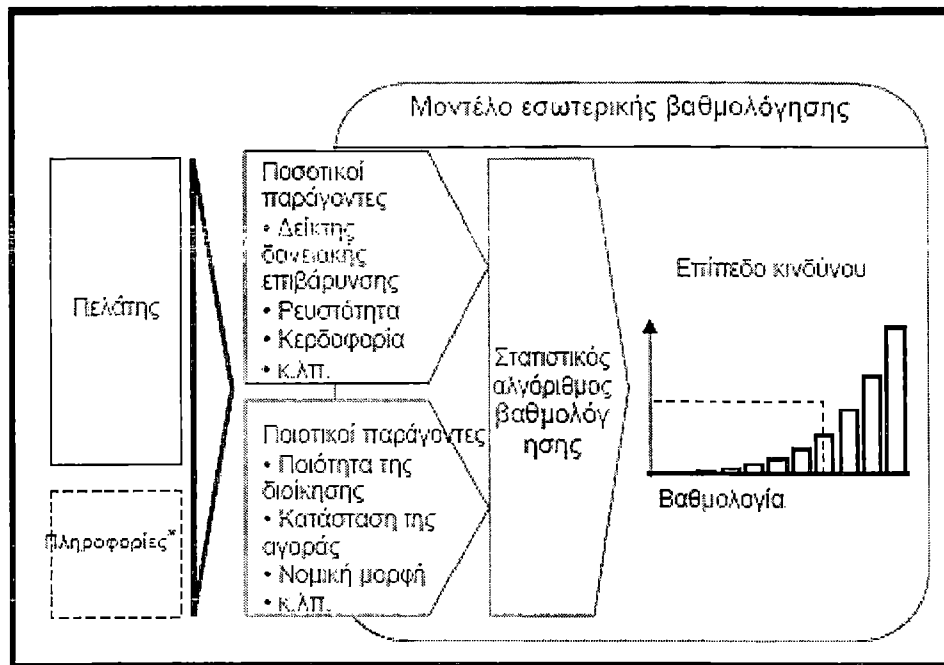 Μοντέλο εσωτερικής βαθμολόγησης
Πελάτης
Πληροφορίες*
Ποσοτικοί
παράγοντες
• Δείκτης
δανειακής
επιβάρυνσης
• Ρευστότητα
• Κερδοφορία
• κ.λπ.
Ποιοτικοί παράγοντες
• Ποιότητα της
διοίκησης
• Κατάσταση της
αγοράς
• Νομική μορφή
• κ.λπ.
Στατιστικός
αλγόριθμος
βαθμολόγ
ησης
Επίπεδο κινδύνου
Βαθμολογία